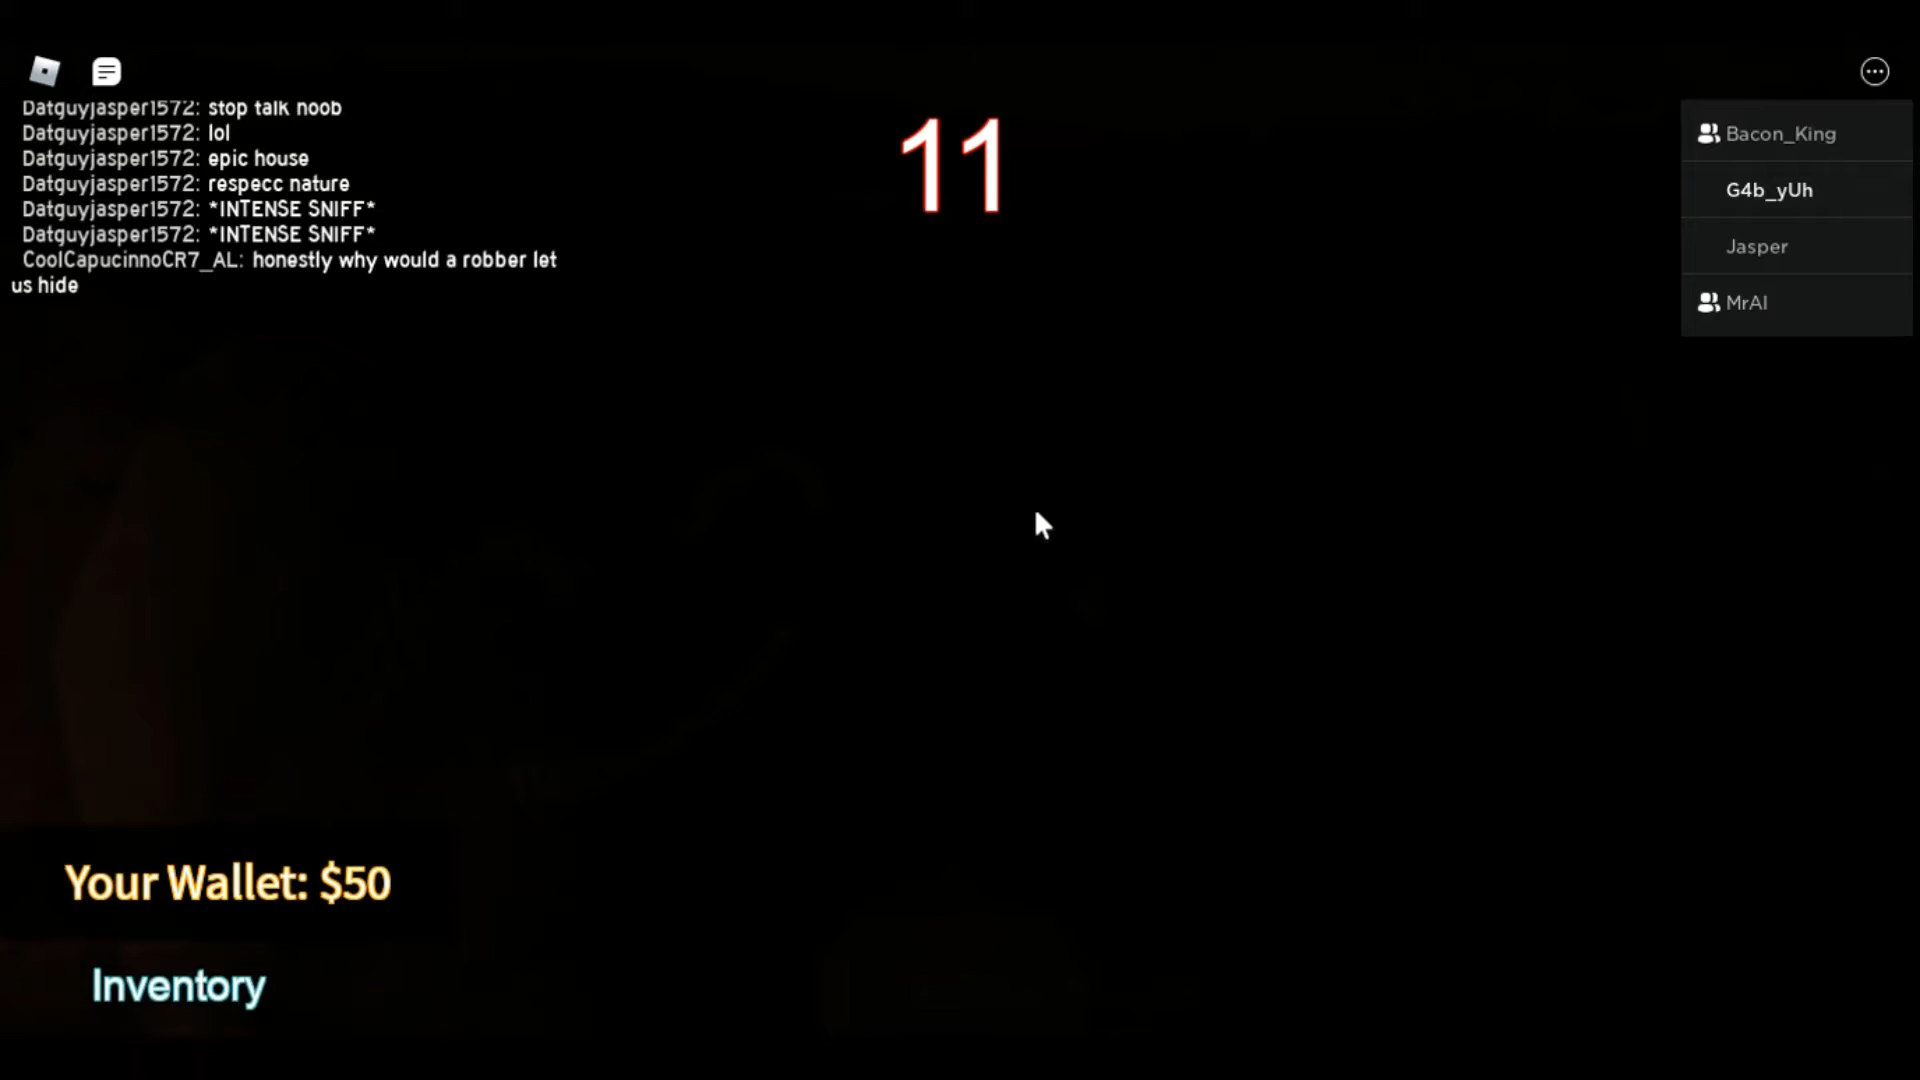 Datguyjasper1572: stop talk noob
Datguyjasper1572: lol
Datguyjasper1572: epic house
Datguyjasper1572: respecc nature
Datguyjasper1572: *INTENSE SNIFF*
Datguyjasper1572: *INTENSE SNIFF*
CoolCapucinnoCR7_AL: honestly why would a robber let
us hide
11
Bacon_King
G4b_yUh
Jasper
MrAI
Your Wallet: $50
Inventory